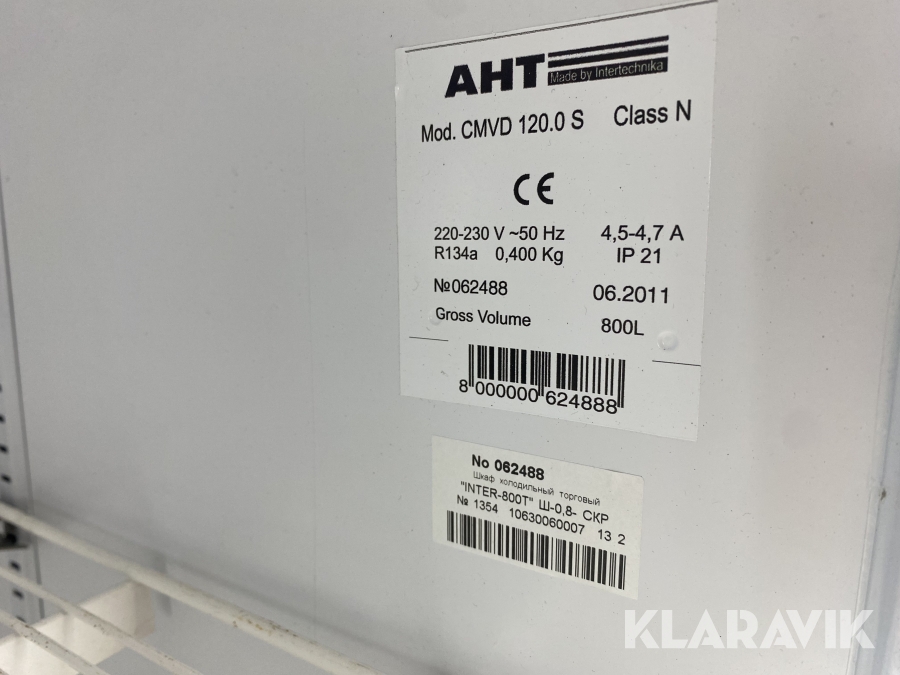 AHT
Made by Intertechnika
Mod. CMVD 120.0 S Class N
CE
220-230 V ~50 Hz 4,5-4,7 A
R134a 0,400 Kg IP 21
№062488 06.2011
Gross Volume 800L
8 000000 624888
No 062488
Шкаф холодильный торговый
"INTER-800T" Ш-0,8- СКР
№ 1354 10630060007 13 2
KLARAVIK